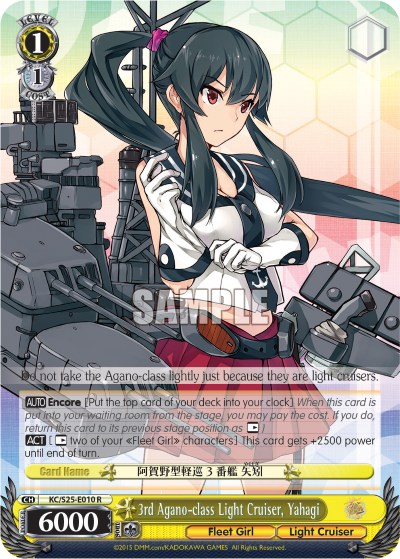 LEVEL
1
1
COST
SAMPLE
Do not take the Agano-class lightly just because they are light cruisers.
AUTO Encore [Put the top card of your deck into your clock] When this card is
put into your waiting room from the stage, you may pay the cost. If you do,
return this card to its previous stage position as
ACT [ two of your «Fleet Girl» characters] This card gets +2500 power
until end of turn.
Card Name
阿賀野型軽巡 3 番艦 矢矧
CH KC/S25-E010 R
3rd Agano-class Light Cruiser, Yahagi
6000
Fleet Girl
Light Cruiser
©2015 DMM.com/KADOKAWA GAMES All Rights Reserved.